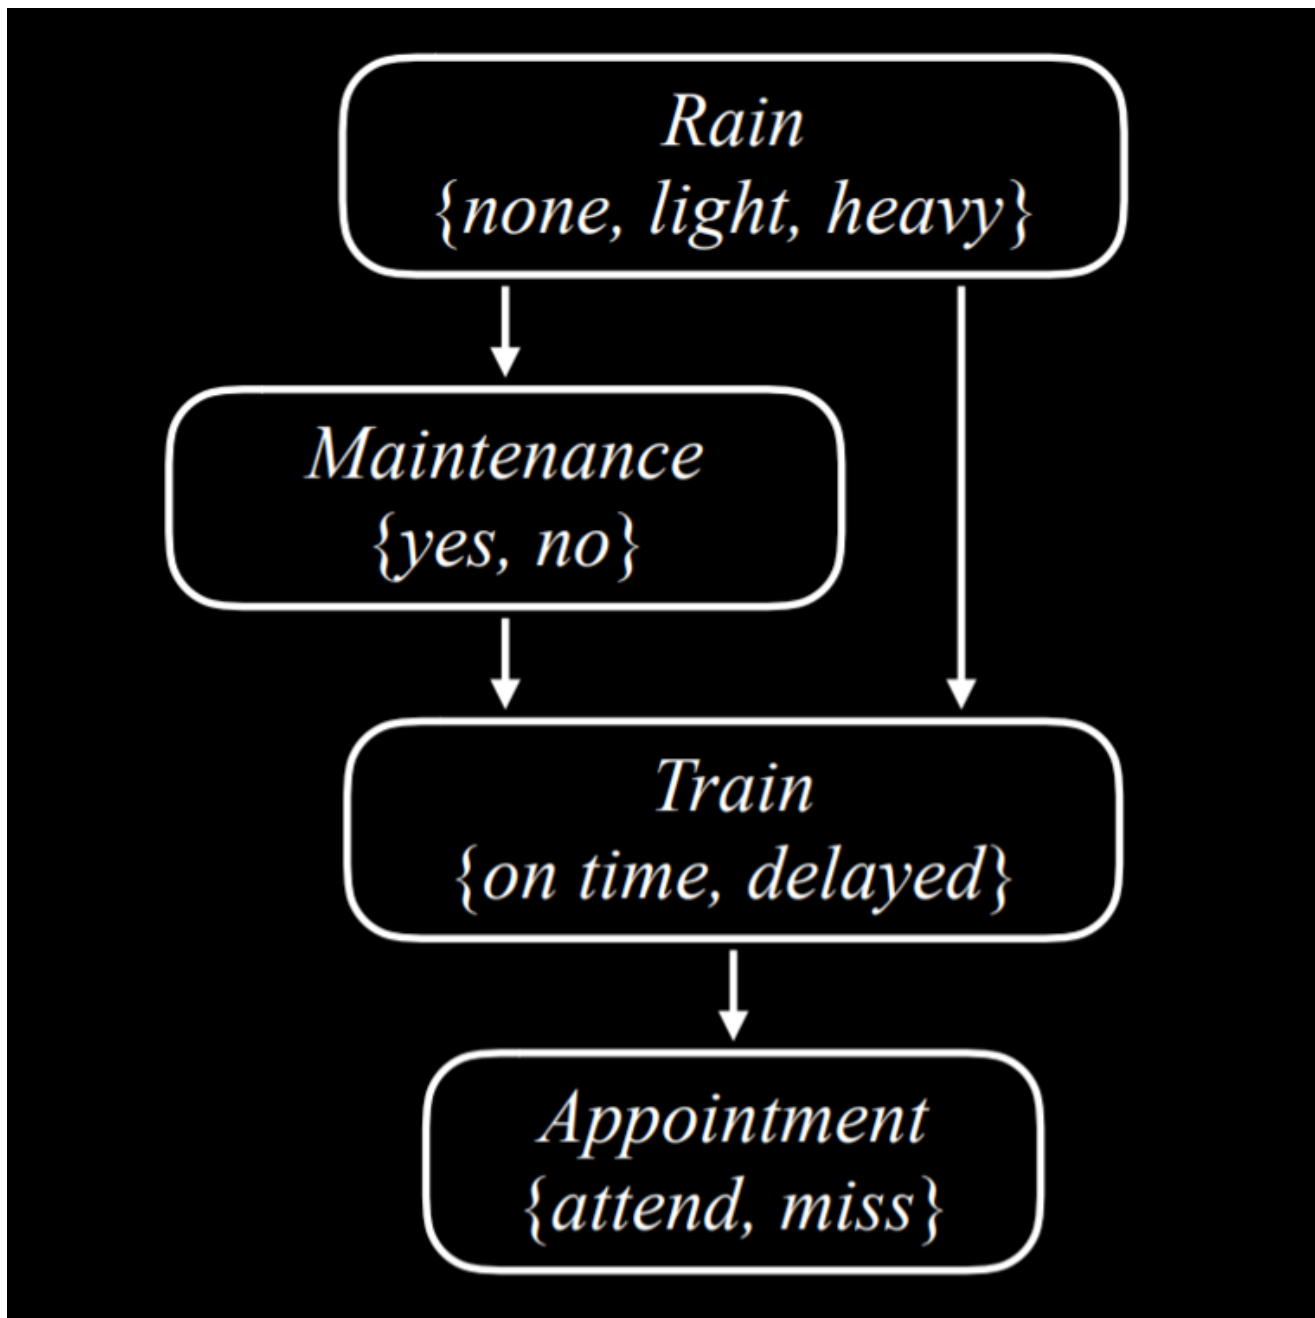 Rain
{none, light, heavy}
Maintenance
{yes, no}
Train
{on time, delayed}
Appointment
{attend, miss}